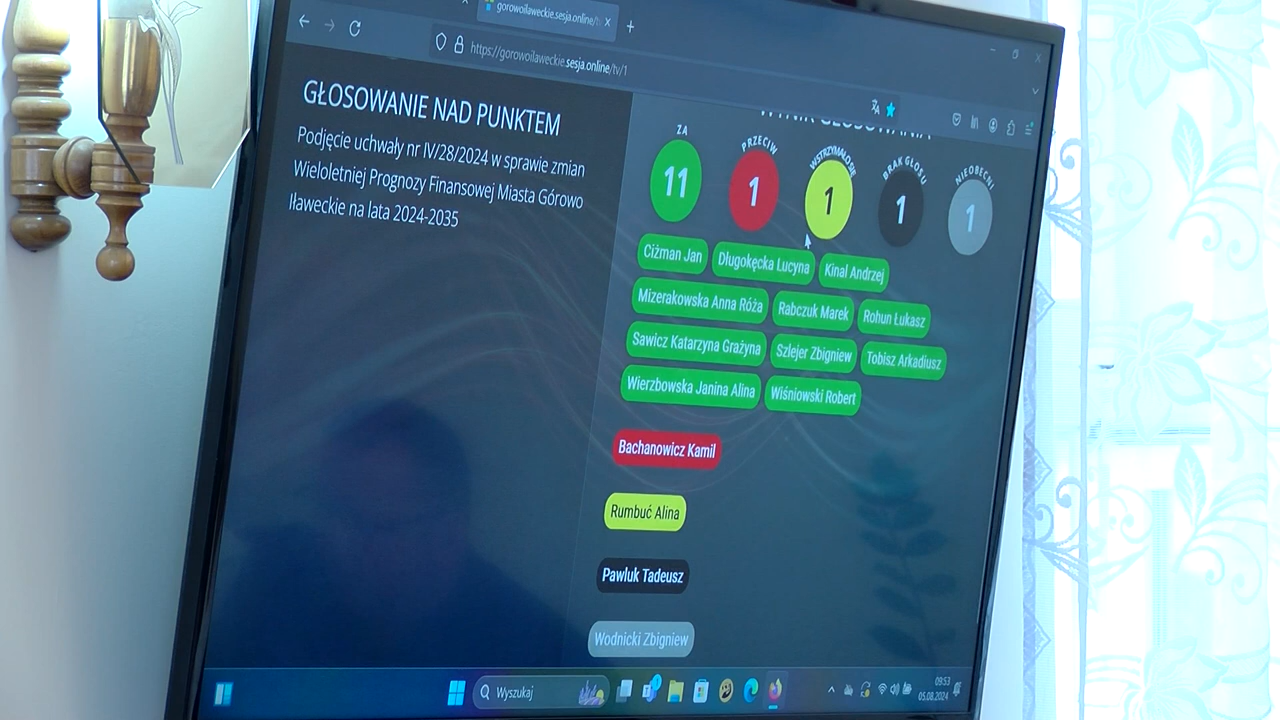 gorowoilaweckie.sesja.online/t
https://gorowoilaweckie.sesja.online/tv/1
GŁOSOWANIE NAD PUNKTEM
Podjęcie uchwały nr IV/28/2024 w sprawie zmian
Wieloletniej Prognozy Finansowej Miasta Górowo
Iławeckie na lata 2024-2035
WYNIK GŁOSOWANIA
ZA PRZECIW WSTRZYMAŁO SIĘ BRAK GŁOSU NIEOBECNI
11 1 1 1 1
Ciżman Jan Długokęcka Lucyna Kinal Andrzej
Mizerakowska Anna Róża Rabczuk Marek Rohun Łukasz
Sawicz Katarzyna Grażyna Szlejer Zbigniew Tobisz Arkadiusz
Wierzbowska Janina Alina Wiśniowski Robert
Bachanowicz Kamil
Rumbuć Alina
Pawluk Tadeusz
Wodnicki Zbigniew
Wyszukaj
09:53
05.08.2024